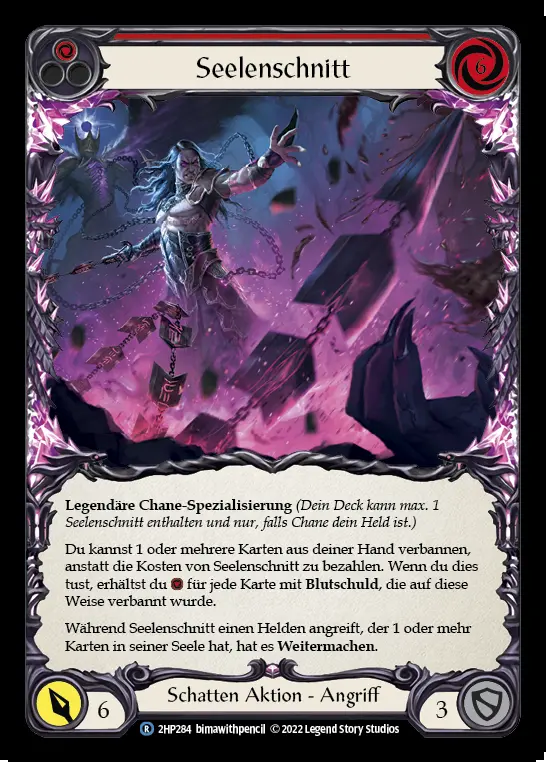 Seelenschnitt
6
Legendäre Chane-Spezialisierung (Dein Deck kann max. 1
Seelenschnitt enthalten und nur, falls Chane dein Held ist.)
Du kannst 1 oder mehrere Karten aus deiner Hand verbannen,
anstatt die Kosten von Seelenschnitt zu bezahlen. Wenn du dies
tust, erhältst du für jede Karte mit Blutschuld, die auf diese
Weise verbannt wurde.
Während Seelenschnitt einen Helden angreift, der 1 oder mehr
Karten in seiner Seele hat, hat es Weitermachen.
6
Schatten Aktion - Angriff
3
R 2HP284 bimawithpencil © 2022 Legend Story Studios